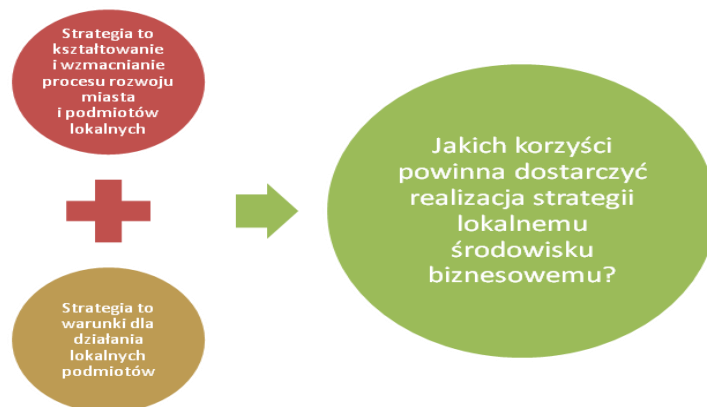 Strategia to
kształtowanie
i wzmacnianie
procesu rozwoju
miasta
i podmiotów
lokalnych
Strategia to
warunki dla
działania
lokalnych
podmiotów
Jakich korzyści
powinna dostarczyć
realizacja strategii
lokalnemu
środowisku
biznesowemu?